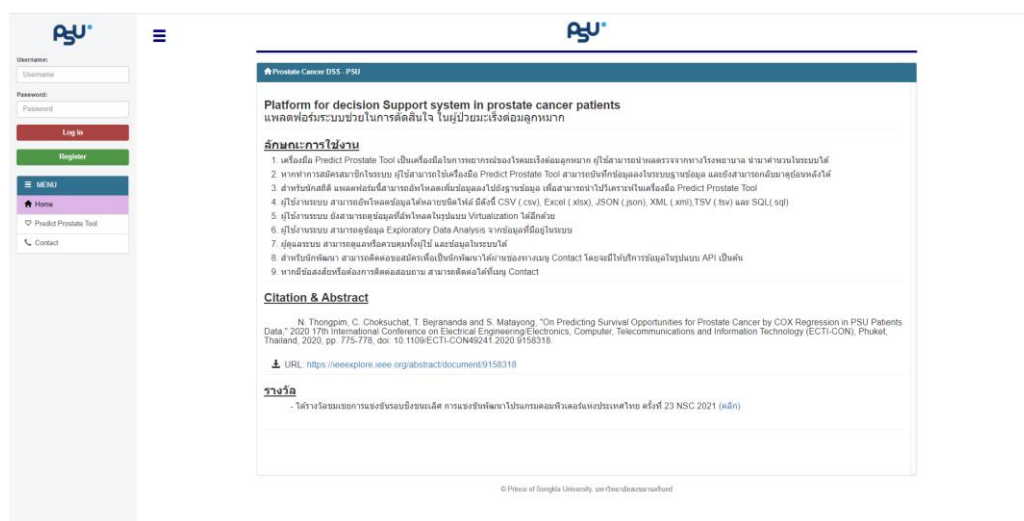 PSU
Username:
Username
Password:
Password
Log in
Register
MENU
Home
Predict Prostate Tool
Contact
PSU
Prostate Cancer DSS - PSU
Platform for decision Support system in prostate cancer patients
แพลตฟอร์มระบบช่วยในการตัดสินใจ ในผู้ป่วยมะเร็งต่อมลูกหมาก
ลักษณะการใช้งาน
1. เครื่องมือ Predict Prostate Tool เป็นเครื่องมือในการพยากรณ์ของโรคมะเร็งต่อมลูกหมาก ผู้ใช้สามารถนำผลตรวจจากทางโรงพยาบาล นำมาคำนวนในระบบได้
2. หากทำการสมัครสมาชิกในระบบ ผู้ใช้สามารถใช้เครื่องมือ Predict Prostate Tool สามารถบันทึกข้อมูลลงในระบบฐานข้อมูล และยังสามารถกลับมาดูย้อนหลังได้
3. สำหรับนักสถิติ แพลตฟอร์มนี้สามารถอัพโหลดเพิ่มข้อมูลลงไปยังฐานข้อมูล เพื่อสามารถนำไปวิเคราะห์ในเครื่องมือ Predict Prostate Tool
4. ผู้ใช้งานระบบ สามารถอัพโหลดข้อมูลได้หลายชนิดไฟล์ มีดังนี้ CSV (.csv), Excel (.xlsx), JSON (.json), XML (.xml),TSV (.tsv) และ SQL(.sql)
5. ผู้ใช้งานระบบ ยังสามารถดูข้อมูลที่อัพโหลดในรูปแบบ Virtualization ได้อีกด้วย
6. ผู้ใช้งานระบบ สามารถดูข้อมูล Exploratory Data Analysis จากข้อมูลที่มีอยู่ในระบบ
7. ผู้ดูแลระบบ สามารถดูแลหรือควบคุมทั้งผู้ใช้ และข้อมูลในระบบได้
8. สำหรับนักพัฒนา สามารถติดต่อขอสมัครเพื่อเป็นนักพัฒนาได้ผ่านช่องทางเมนู Contact โดยจะมีให้บริการข้อมูลในรูปแบบ API เป็นต้น
9. หากมีข้อสงสัยหรือต้องการติดต่อสอบถาม สามารถติดต่อได้ที่เมนู Contact
Citation & Abstract
N. Thongpim, C. Choksuchat, T. Bejrananda and S. Matayong, "On Predicting Survival Opportunities for Prostate Cancer by COX Regression in PSU Patients
Data," 2020 17th International Conference on Electrical Engineering/Electronics, Computer, Telecommunications and Information Technology (ECTI-CON), Phuket,
Thailand, 2020, pp. 775-778, doi: 10.1109/ECTI-CON49241.2020.9158318.
URL: https://ieeexplore.ieee.org/abstract/document/9158318
รางวัล
- ได้รางวัลชมเชยการแข่งขันรอบชิงชนะเลิศ การแข่งขันพัฒนาโปรแกรมคอมพิวเตอร์แห่งประเทศไทย ครั้งที่ 23 NSC 2021 (คลิก)
© Prince of Songkla University. มหาวิทยาลัยสงขลานครินทร์